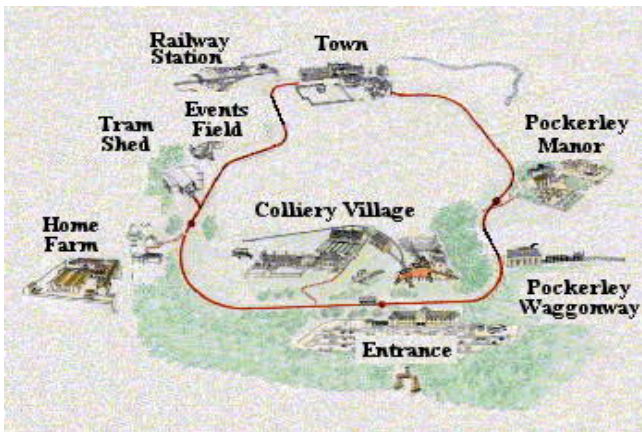 Railway
Station
Town
Events
Field
Tram
Shed
Pockerley
Manor
Home
Farm
Colliery Village
Pockerley
Waggonway
Entrance